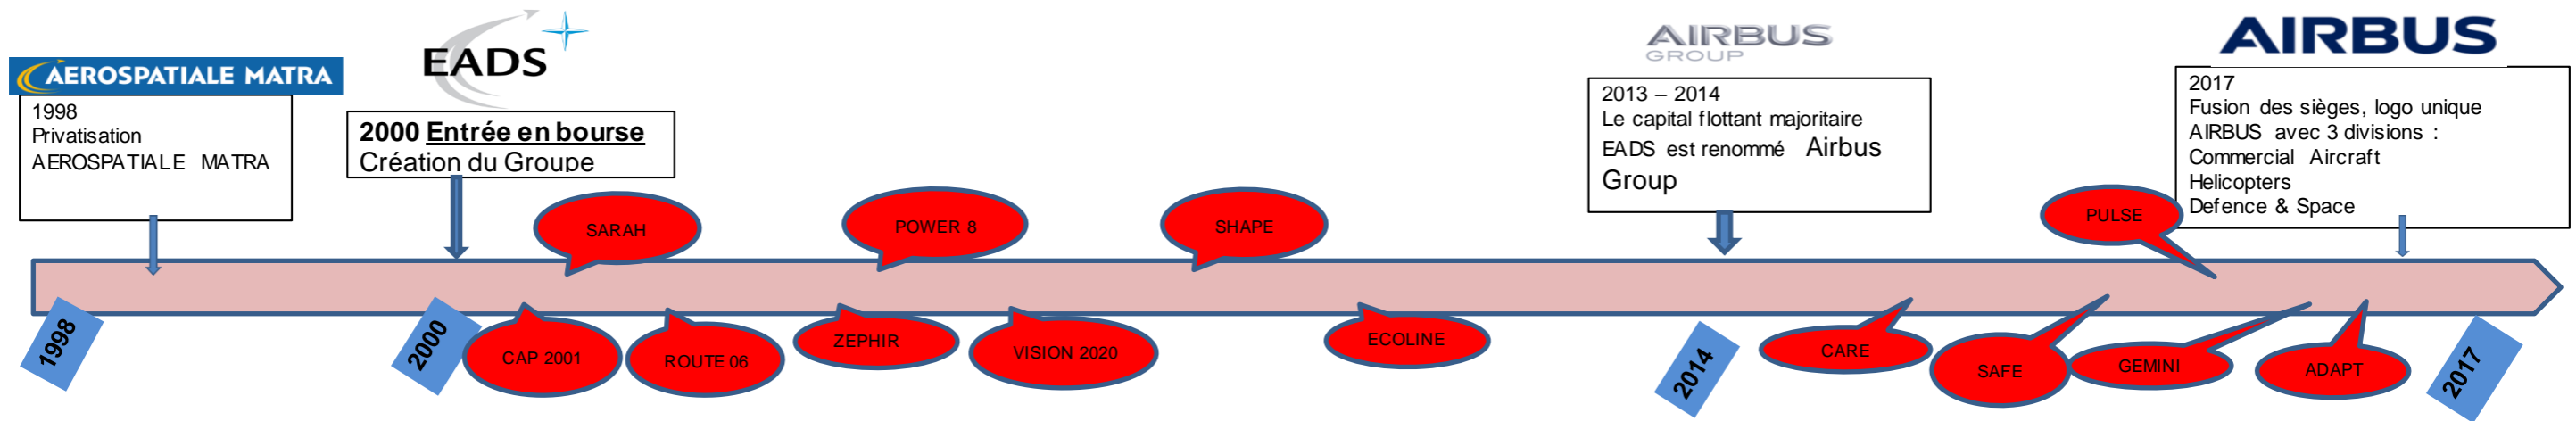 AEROSPATIALE MATRA
1998
Privatisation
AEROSPATIALE MATRA
EADS
2000 Entrée en bourse
Création du Groupe
AIRBUS
GROUP
2013 – 2014
Le capital flottant majoritaire
EADS est renommé Airbus
Group
AIRBUS
2017
Fusion des sièges, logo unique
AIRBUS avec 3 divisions :
Commercial Aircraft
Helicopters
Defence & Space
SARAH
POWER 8
SHAPE
PULSE
1998
2000
CAP 2001
ROUTE 06
ZEPHIR
VISION 2020
ECOLINE
2014
CARE
SAFE
GEMINI
ADAPT
2017